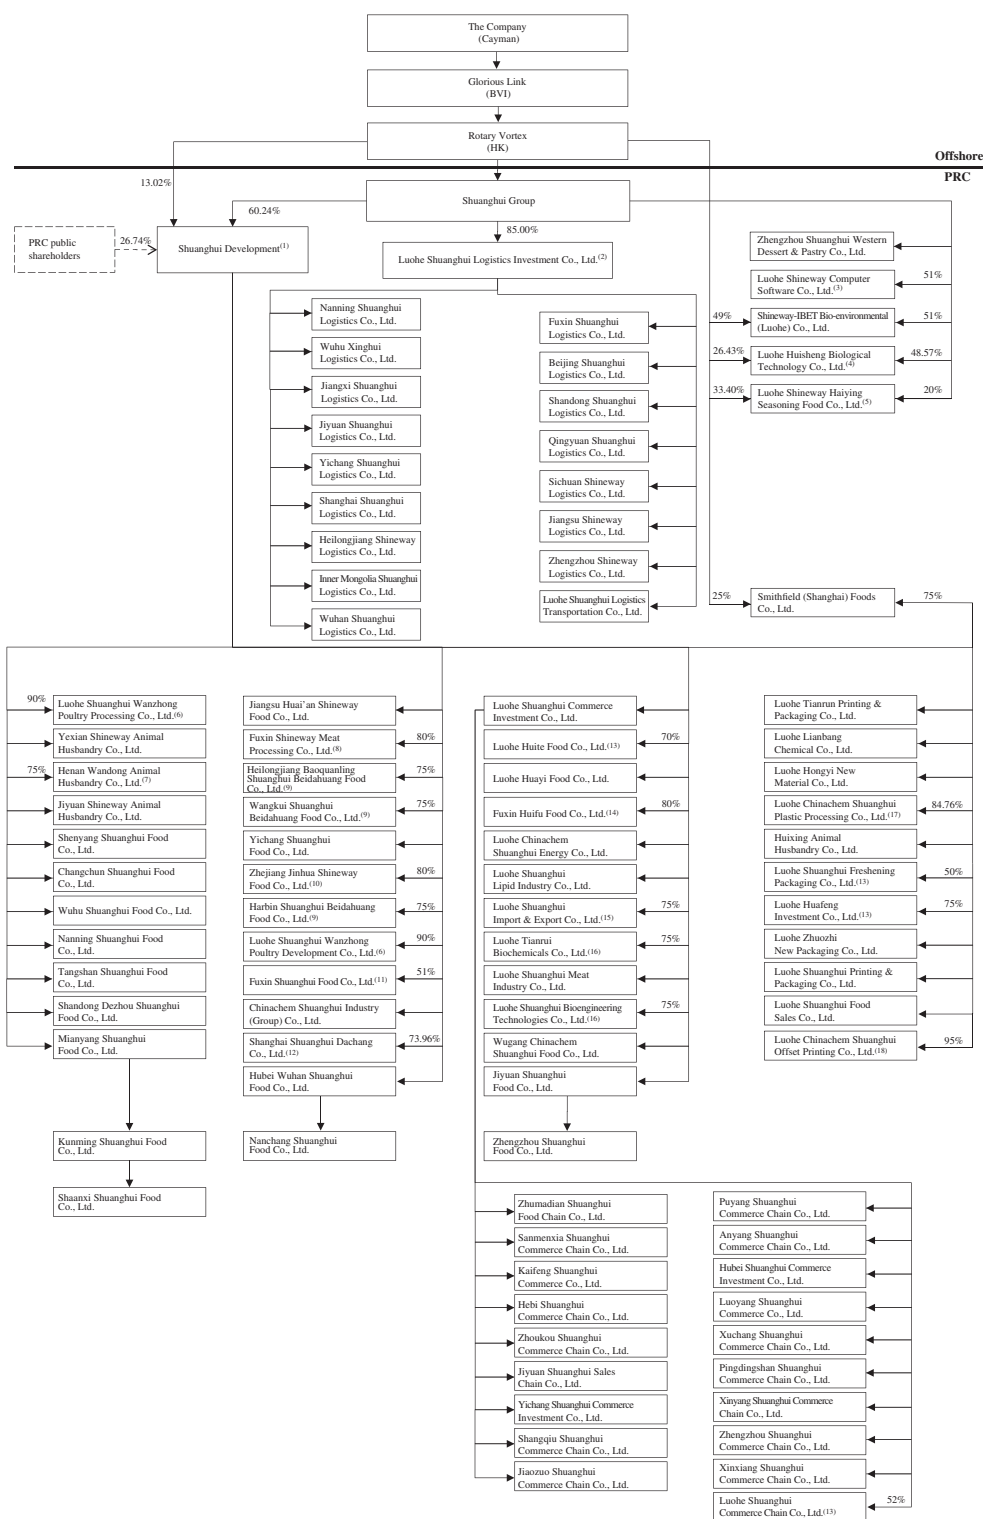 The Company
(Cayman)
Glorious Link
(BVI)
Rotary Vortex
(HK)
Offshore
PRC
13.02%
Shuanghui Group
60.24%
85.00%
PRC public
shareholders
26.74%
Shuanghui Development(1)
Luohe Shuanghui Logistics Investment Co., Ltd.(2)
Zhengzhou Shuanghui Western
Dessert & Pastry Co., Ltd.
Luohe Shineway Computer
Software Co., Ltd.(3)
51%
49%
Shineway-IBET Bio-environmental
(Luohe) Co., Ltd.
51%
26.43%
Luohe Huisheng Biological
Technology Co., Ltd.(4)
48.57%
33.40%
Luohe Shineway Haiying
Seasoning Food Co., Ltd.(5)
20%
Nanning Shuanghui
Logistics Co., Ltd.
Wuhu Xinghui
Logistics Co., Ltd.
Jiangxi Shuanghui
Logistics Co., Ltd.
Jiyuan Shuanghui
Logistics Co., Ltd.
Yichang Shuanghui
Logistics Co., Ltd.
Shanghai Shuanghui
Logistics Co., Ltd.
Heilongjiang Shineway
Logistics Co., Ltd.
Inner Mongolia Shuanghui
Logistics Co., Ltd.
Wuhan Shuanghui
Logistics Co., Ltd.
Fuxin Shuanghui
Logistics Co., Ltd.
Beijing Shuanghui
Logistics Co., Ltd.
Shandong Shuanghui
Logistics Co., Ltd.
Qingyuan Shuanghui
Logistics Co., Ltd.
Sichuan Shineway
Logistics Co., Ltd.
Jiangsu Shineway
Logistics Co., Ltd.
Zhengzhou Shineway
Logistics Co., Ltd.
Luohe Shuanghui Logistics
Transportation Co., Ltd.
25%
Smithfield (Shanghai) Foods
Co., Ltd.
75%
90%
Luohe Shuanghui Wanzhong
Poultry Processing Co., Ltd.(6)
Yexian Shineway Animal
Husbandry Co., Ltd.
75%
Henan Wandong Animal
Husbandry Co., Ltd.(7)
Jiyuan Shineway Animal
Husbandry Co., Ltd.
Shenyang Shuanghui Food
Co., Ltd.
Changchun Shuanghui Food
Co., Ltd.
Wuhu Shuanghui Food Co., Ltd.
Nanning Shuanghui Food
Co., Ltd.
Tangshan Shuanghui Food
Co., Ltd.
Shandong Dezhou Shuanghui
Food Co., Ltd.
Mianyang Shuanghui
Food Co., Ltd.
Kunming Shuanghui Food
Co., Ltd.
Shaanxi Shuanghui Food
Co., Ltd.
Jiangsu Huai'an Shineway
Food Co., Ltd.
Fuxin Shineway Meat
Processing Co., Ltd.(8)
80%
Heilongjiang Baoquanling
Shuanghui Beidahuang Food
Co., Ltd.(9)
75%
Wangkui Shuanghui
Beidahuang Food Co., Ltd.(9)
75%
Yichang Shuanghui
Food Co., Ltd.
Zhejiang Jinhua Shineway
Food Co., Ltd.(10)
80%
Harbin Shuanghui Beidahuang
Food Co., Ltd.(9)
75%
Luohe Shuanghui Wanzhong
Poultry Development Co., Ltd.(6)
90%
Fuxin Shuanghui Food Co., Ltd.(11)
51%
Chinachem Shuanghui Industry
(Group) Co., Ltd.
Shanghai Shuanghui Dachang
Co., Ltd.(12)
73.96%
Hubei Wuhan Shuanghui
Food Co., Ltd.
Nanchang Shuanghui
Food Co., Ltd.
Luohe Shuanghui Commerce
Investment Co., Ltd.
Luohe Huite Food Co., Ltd.(13)
70%
Luohe Huayi Food Co., Ltd.
Fuxin Huifu Food Co., Ltd.(14)
80%
Luohe Chinachem
Shuanghui Energy Co., Ltd.
Luohe Shuanghui
Lipid Industry Co., Ltd.
Luohe Shuanghui
Import & Export Co., Ltd.(15)
75%
Luohe Tianrui
Biochemicals Co., Ltd.(16)
75%
Luohe Shuanghui Meat
Industry Co., Ltd.
Luohe Shuanghui Bioengineering
Technologies Co., Ltd.(16)
75%
Wugang Chinachem
Shuanghui Food Co., Ltd.
Jiyuan Shuanghui
Food Co., Ltd.
Zhengzhou Shuanghui
Food Co., Ltd.
Luohe Tianrun Printing &
Packaging Co., Ltd.
Luohe Lianbang
Chemical Co., Ltd.
Luohe Hongyi New
Material Co., Ltd.
Luohe Chinachem Shuanghui
Plastic Processing Co., Ltd.(17)
84.76%
Huixing Animal
Husbandry Co., Ltd.
Luohe Shuanghui Freshening
Packaging Co., Ltd.(13)
50%
Luohe Huafeng
Investment Co., Ltd.(13)
75%
Luohe Zhuozhi
New Packaging Co., Ltd.
Luohe Shuanghui Printing &
Packaging Co., Ltd.
Luohe Shuanghui Food
Sales Co., Ltd.
Luohe Chinachem Shuanghui
Offset Printing Co., Ltd.(18)
95%
Zhumadian Shuanghui
Food Chain Co., Ltd.
Sanmenxia Shuanghui
Commerce Chain Co., Ltd.
Kaifeng Shuanghui
Commerce Co., Ltd.
Hebi Shuanghui
Commerce Chain Co., Ltd.
Zhoukou Shuanghui
Commerce Chain Co., Ltd.
Jiyuan Shuanghui Sales
Chain Co., Ltd.
Yichang Shuanghui Commerce
Investment Co., Ltd.
Shangqiu Shuanghui
Commerce Chain Co., Ltd.
Jiaozuo Shuanghui
Commerce Chain Co., Ltd.
Puyang Shuanghui
Commerce Chain Co., Ltd.
Anyang Shuanghui
Commerce Chain Co., Ltd.
Hubei Shuanghui Commerce
Investment Co., Ltd.
Luoyang Shuanghui
Commerce Co., Ltd.
Xuchang Shuanghui
Commerce Chain Co., Ltd.
Pingdingshan Shuanghui
Commerce Chain Co., Ltd.
Xinyang Shuanghui Commerce
Chain Co., Ltd.
Zhengzhou Shuanghui
Commerce Chain Co., Ltd.
Xinxiang Shuanghui
Commerce Chain Co., Ltd.
Luohe Shuanghui
Commerce Chain Co., Ltd.(13)
52%